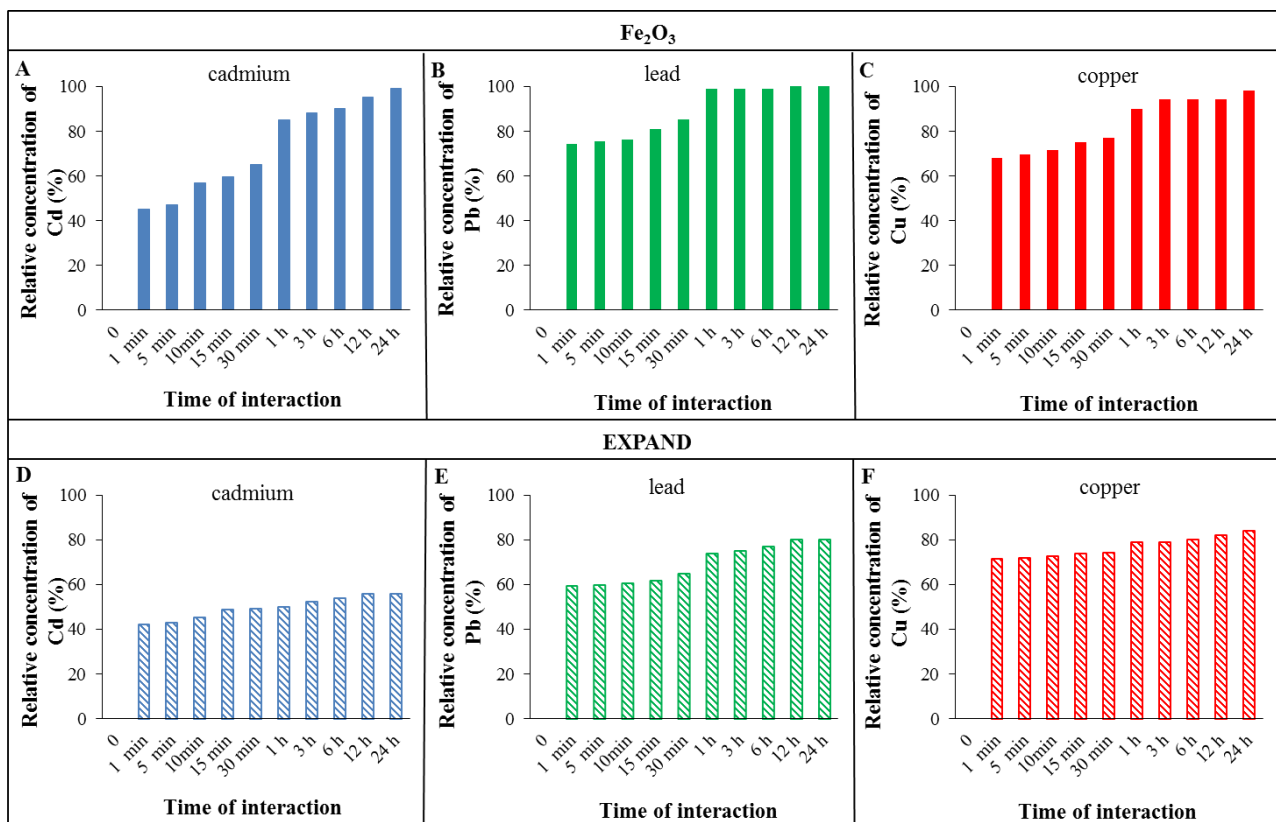 Fe₂O₃
A
cadmium
Relative concentration of
Cd (%)
100
80
60
40
20
0
0
1 min
5 min
10min
15 min
30 min
1 h
3 h
6 h
12 h
24 h
Time of interaction
B
lead
Relative concentration of
Pb (%)
100
80
60
40
20
0
0
1 min
5 min
10min
15 min
30 min
1 h
3 h
6 h
12 h
24 h
Time of interaction
C
copper
Relative concentration of
Cu (%)
100
80
60
40
20
0
0
1 min
5 min
10min
15 min
30 min
1 h
3 h
6 h
12 h
24 h
Time of interaction
EXPAND
D
cadmium
Relative concentration of
Cd (%)
100
80
60
40
20
0
0
1 min
5 min
10min
15 min
30 min
1 h
3 h
6 h
12 h
24 h
Time of interaction
E
lead
Relative concentration of
Pb (%)
100
80
60
40
20
0
0
1 min
5 min
10min
15 min
30 min
1 h
3 h
6 h
12 h
24 h
Time of interaction
F
copper
Relative concentration of
Cu (%)
100
80
60
40
20
0
0
1 min
5 min
10min
15 min
30 min
1 h
3 h
6 h
12 h
24 h
Time of interaction